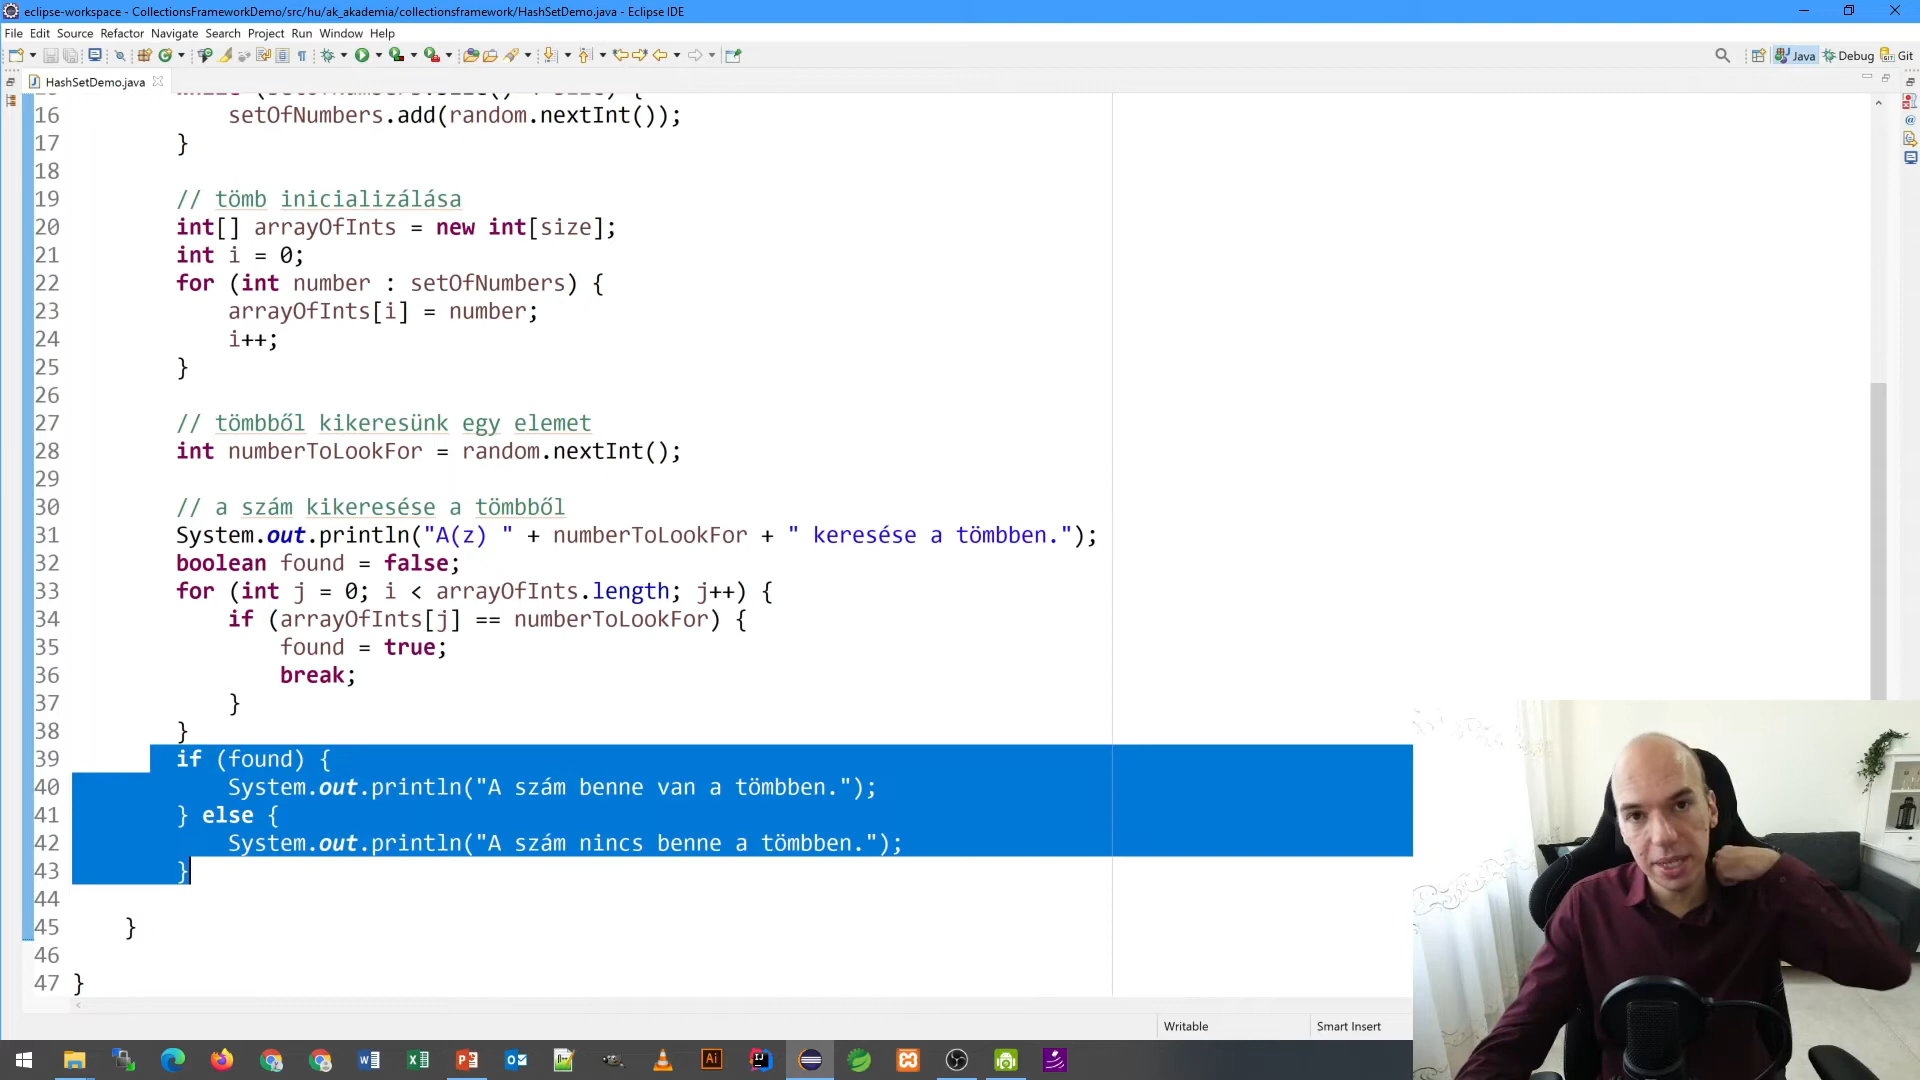 eclipse-workspace - CollectionsFrameworkDemo/src/hu/ak_akademia/collectionsframework/HashSetDemo.java - Eclipse IDE
File Edit Source Refactor Navigate Search Project Run Window Help
Java Debug Git
HashSetDemo.java
16 setOfNumbers.add(random.nextInt());
17 }
18
19 // tömb inicializálása
20 int[] arrayOfInts = new int[size];
21 int i = 0;
22 for (int number : setOfNumbers) {
23 arrayOfInts[i] = number;
24 i++;
25 }
26
27 // tömbből kikeresünk egy elemet
28 int numberToLookFor = random.nextInt();
29
30 // a szám kikeresése a tömbből
31 System.out.println("A(z) " + numberToLookFor + " keresése a tömbben.");
32 boolean found = false;
33 for (int j = 0; i < arrayOfInts.length; j++) {
34 if (arrayOfInts[j] == numberToLookFor) {
35 found = true;
36 break;
37 }
38 }
39 if (found) {
40 System.out.println("A szám benne van a tömbben.");
41 } else {
42 System.out.println("A szám nincs benne a tömbben.");
43 }
44
45 }
46
47 }
Writable Smart Insert